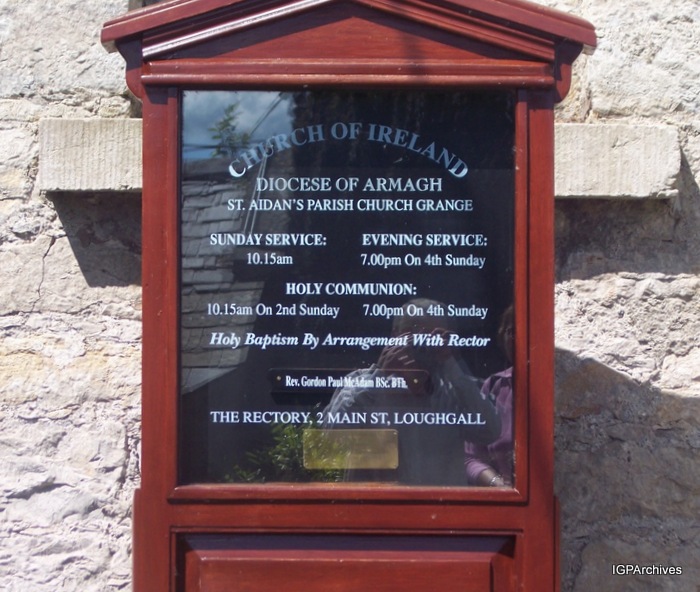 CHURCH OF IRELAND
DIOCESE OF ARMAGH
ST. AIDAN'S PARISH CHURCH GRANGE
SUNDAY SERVICE: EVENING SERVICE:
10.15am 7.00pm On 4th Sunday
HOLY COMMUNION:
10.15am On 2nd Sunday 7.00pm On 4th Sunday
Holy Baptism By Arrangement With Rector
Rev. Gordon Paul McAdam BSc. BTh.
THE RECTORY, 2 MAIN ST, LOUGHGALL
IGPArchives